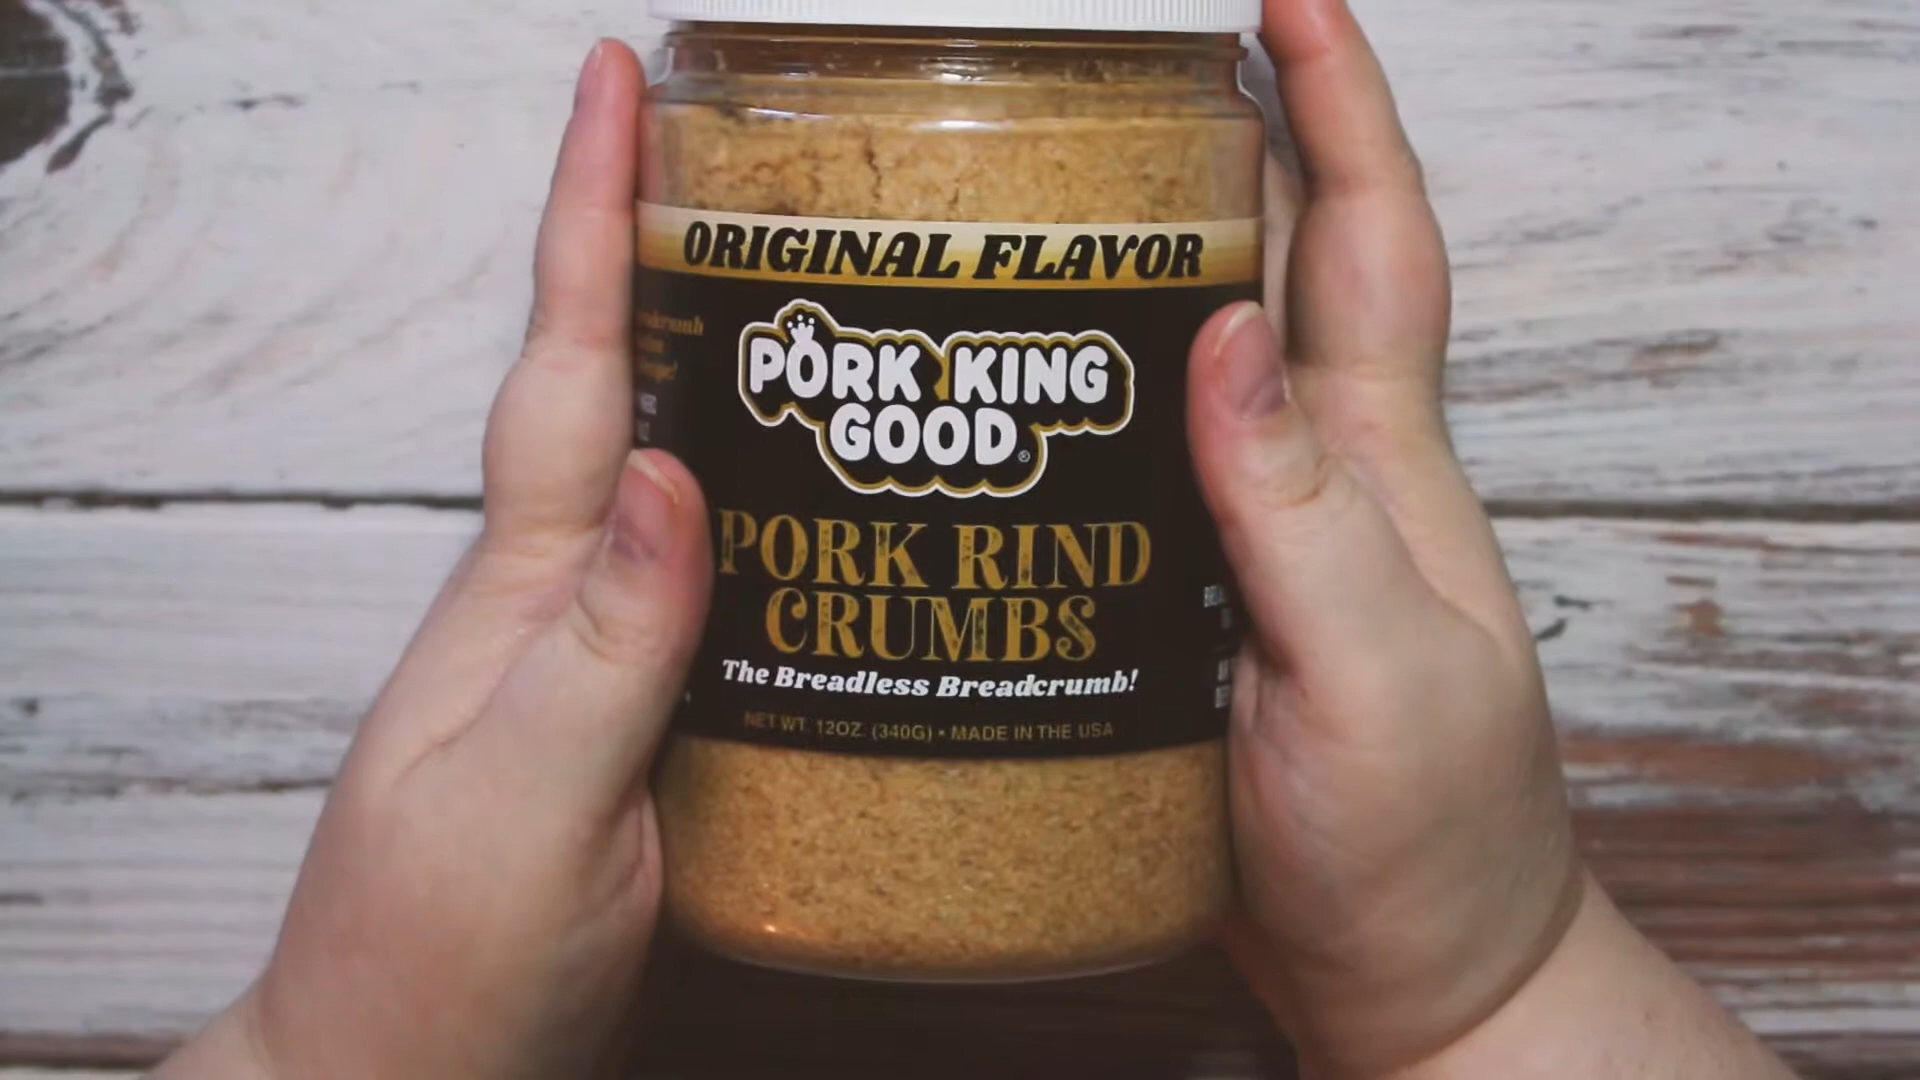 ORIGINAL FLAVOR
PORK KING
GOOD®
PORK RIND
CRUMBS
The Breadless Breadcrumb!
NET WT. 12OZ. (340G) • MADE IN THE USA